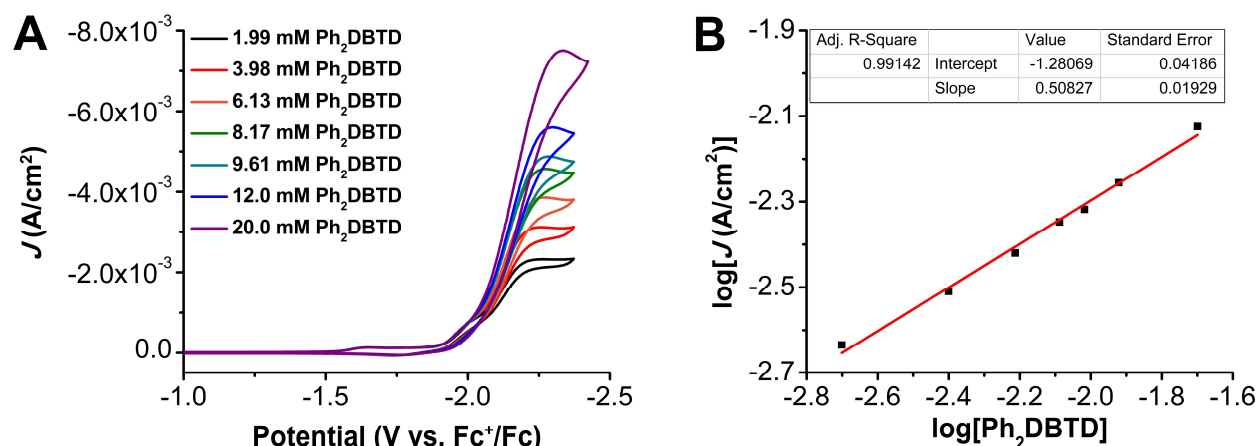 A
J (A/cm²)
-8.0x10⁻³
-6.0x10⁻³
-4.0x10⁻³
-2.0x10⁻³
0.0
1.99 mM Ph₂DBTD
3.98 mM Ph₂DBTD
6.13 mM Ph₂DBTD
8.17 mM Ph₂DBTD
9.61 mM Ph₂DBTD
12.0 mM Ph₂DBTD
20.0 mM Ph₂DBTD
-1.0 -1.5 -2.0 -2.5
Potential (V vs. Fc⁺/Fc)
B
log[J (A/cm²)]
-1.9
-2.1
-2.3
-2.5
-2.7
Adj. R-Square Value Standard Error
0.99142 Intercept -1.28069 0.04186
Slope 0.50827 0.01929
-2.8 -2.6 -2.4 -2.2 -2.0 -1.8 -1.6
log[Ph₂DBTD]